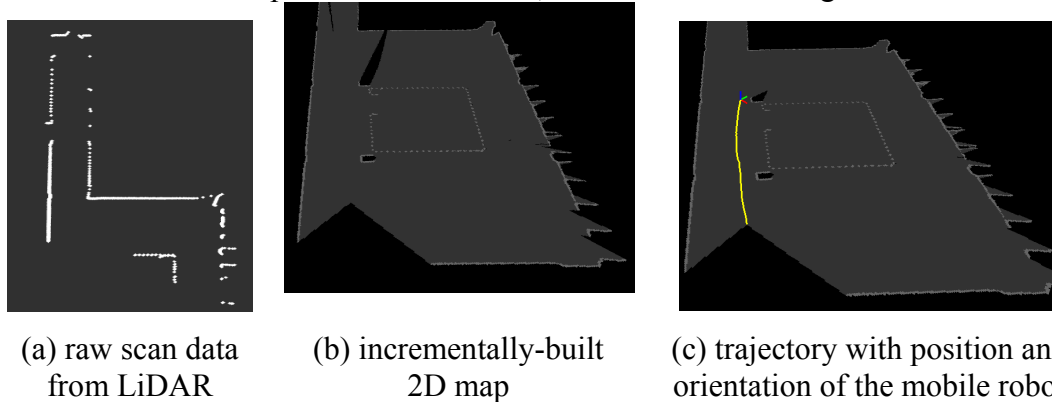 (a) raw scan data
from LiDAR
(b) incrementally-built
2D map
(c) trajectory with position an
orientation of the mobile robo